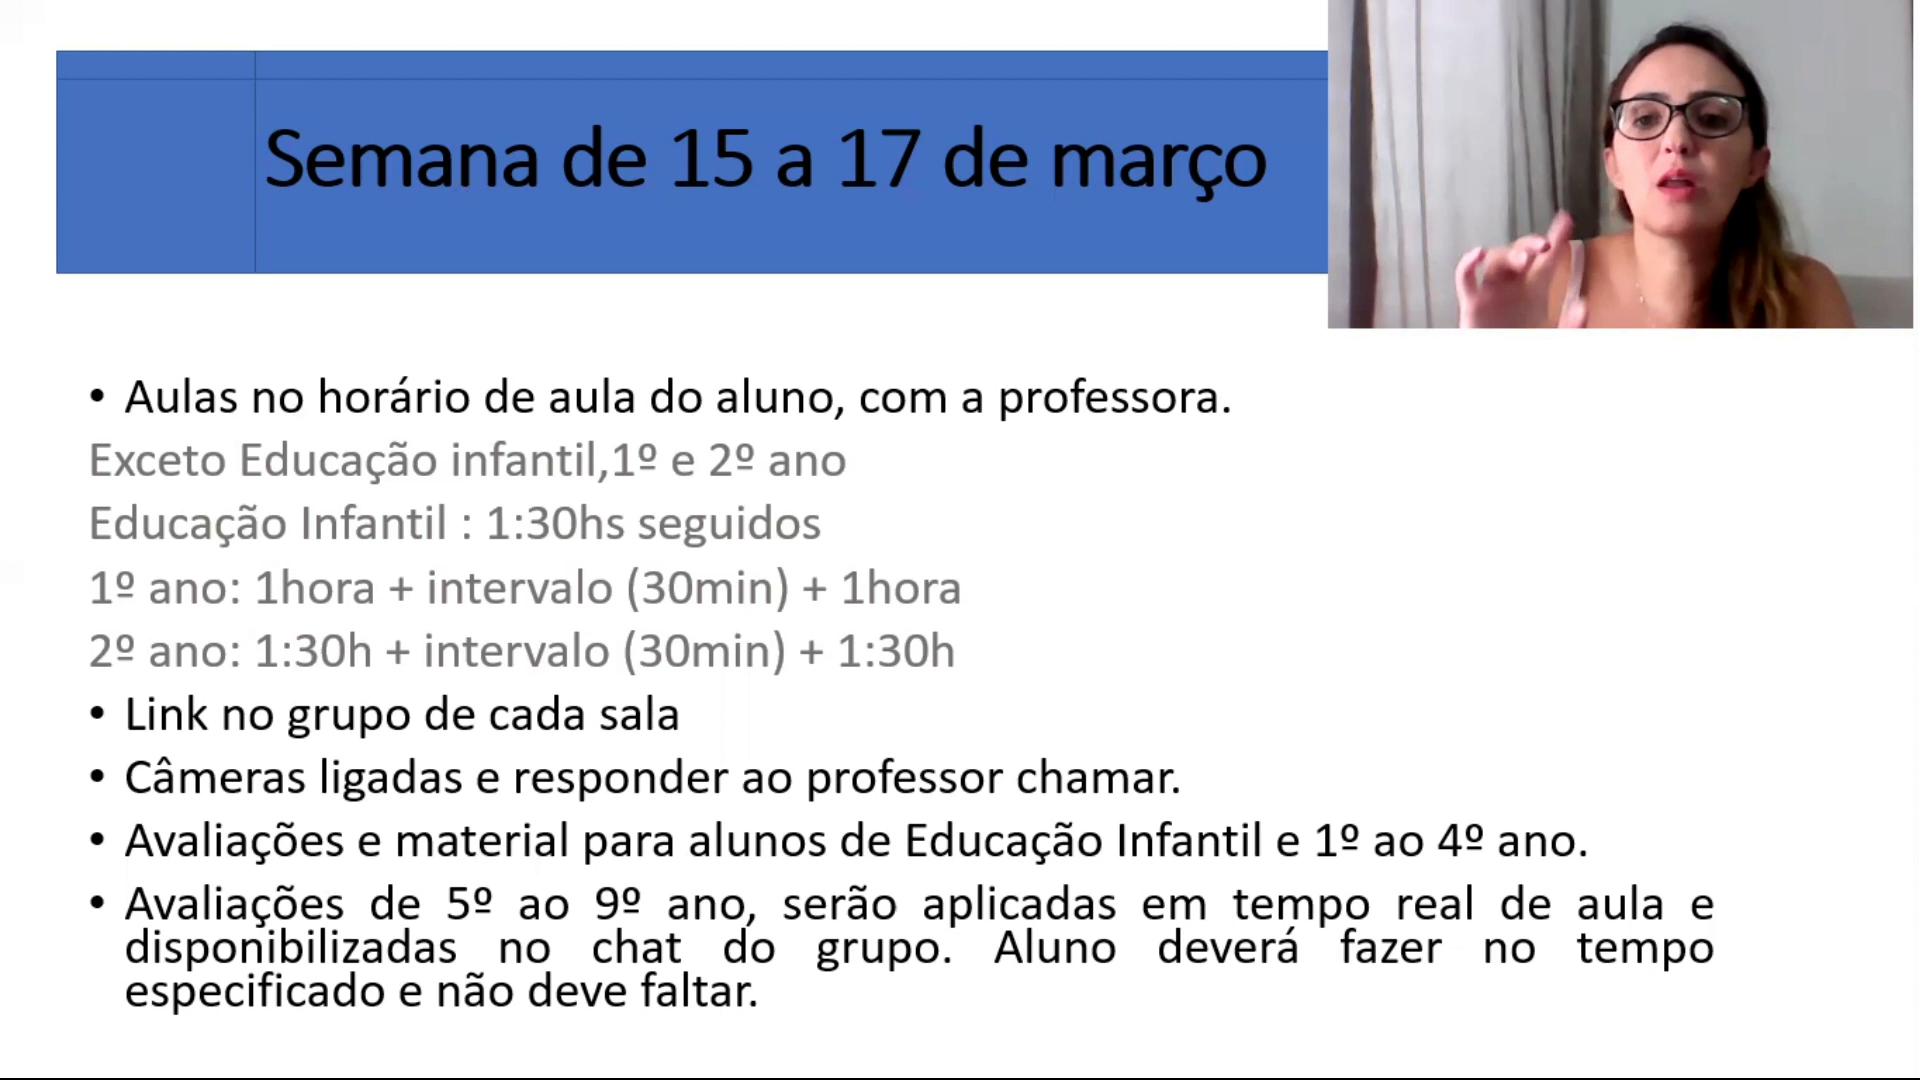 Semana de 15 a 17 de março
• Aulas no horário de aula do aluno, com a professora.
Exceto Educação infantil,1º e 2º ano
Educação Infantil : 1:30hs seguidos
1º ano: 1hora + intervalo (30min) + 1hora
2º ano: 1:30h + intervalo (30min) + 1:30h
• Link no grupo de cada sala
• Câmeras ligadas e responder ao professor chamar.
• Avaliações e material para alunos de Educação Infantil e 1º ao 4º ano.
• Avaliações de 5º ao 9º ano, serão aplicadas em tempo real de aula e
disponibilizadas no chat do grupo. Aluno deverá fazer no tempo
especificado e não deve faltar.